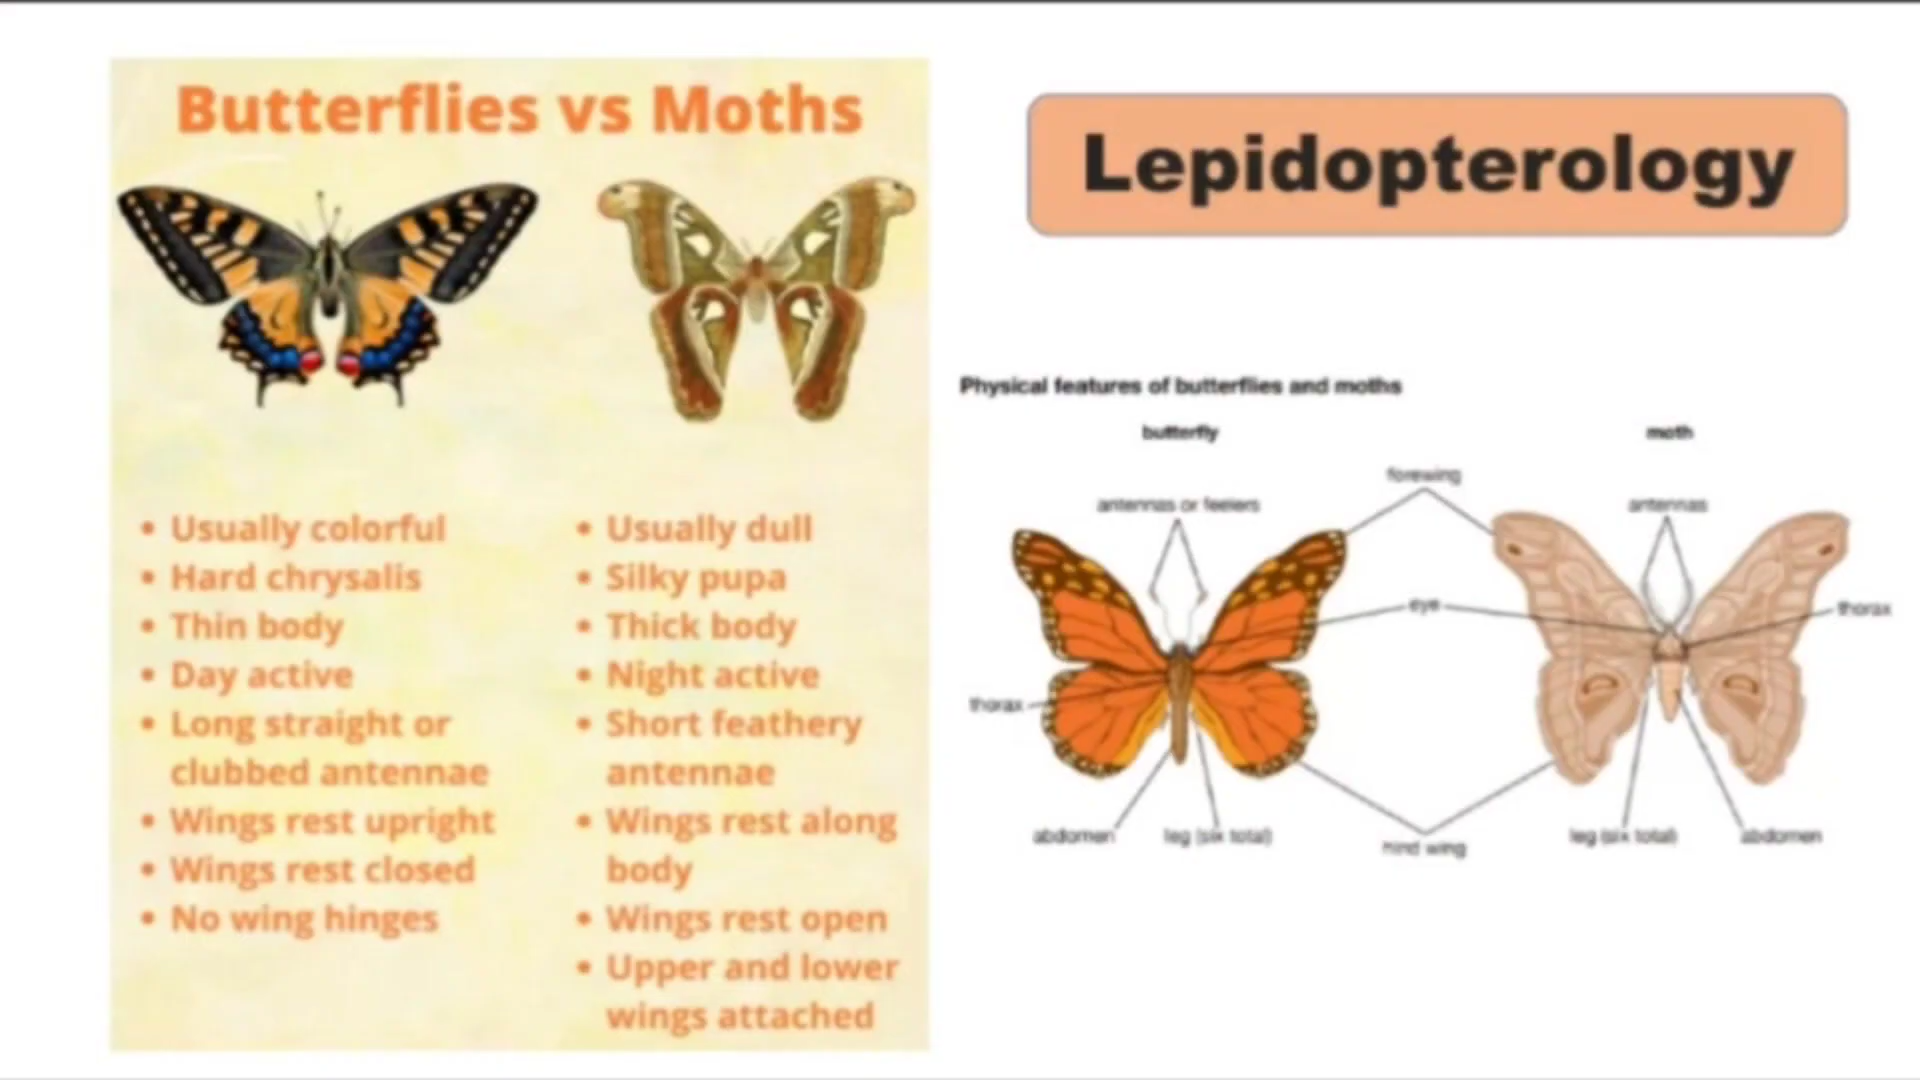 Butterflies vs Moths
• Usually colorful
• Hard chrysalis
• Thin body
• Day active
• Long straight or
clubbed antennae
• Wings rest upright
• Wings rest closed
• No wing hinges
• Usually dull
• Silky pupa
• Thick body
• Night active
• Short feathery
antennae
• Wings rest along
body
• Wings rest open
• Upper and lower
wings attached
Lepidopterology
Physical features of butterflies and moths
butterfly
moth
forewing
antennas or feelers
antennas
eye
thorax
thorax
abdomen
leg (six total)
hind wing
leg (six total)
abdomen